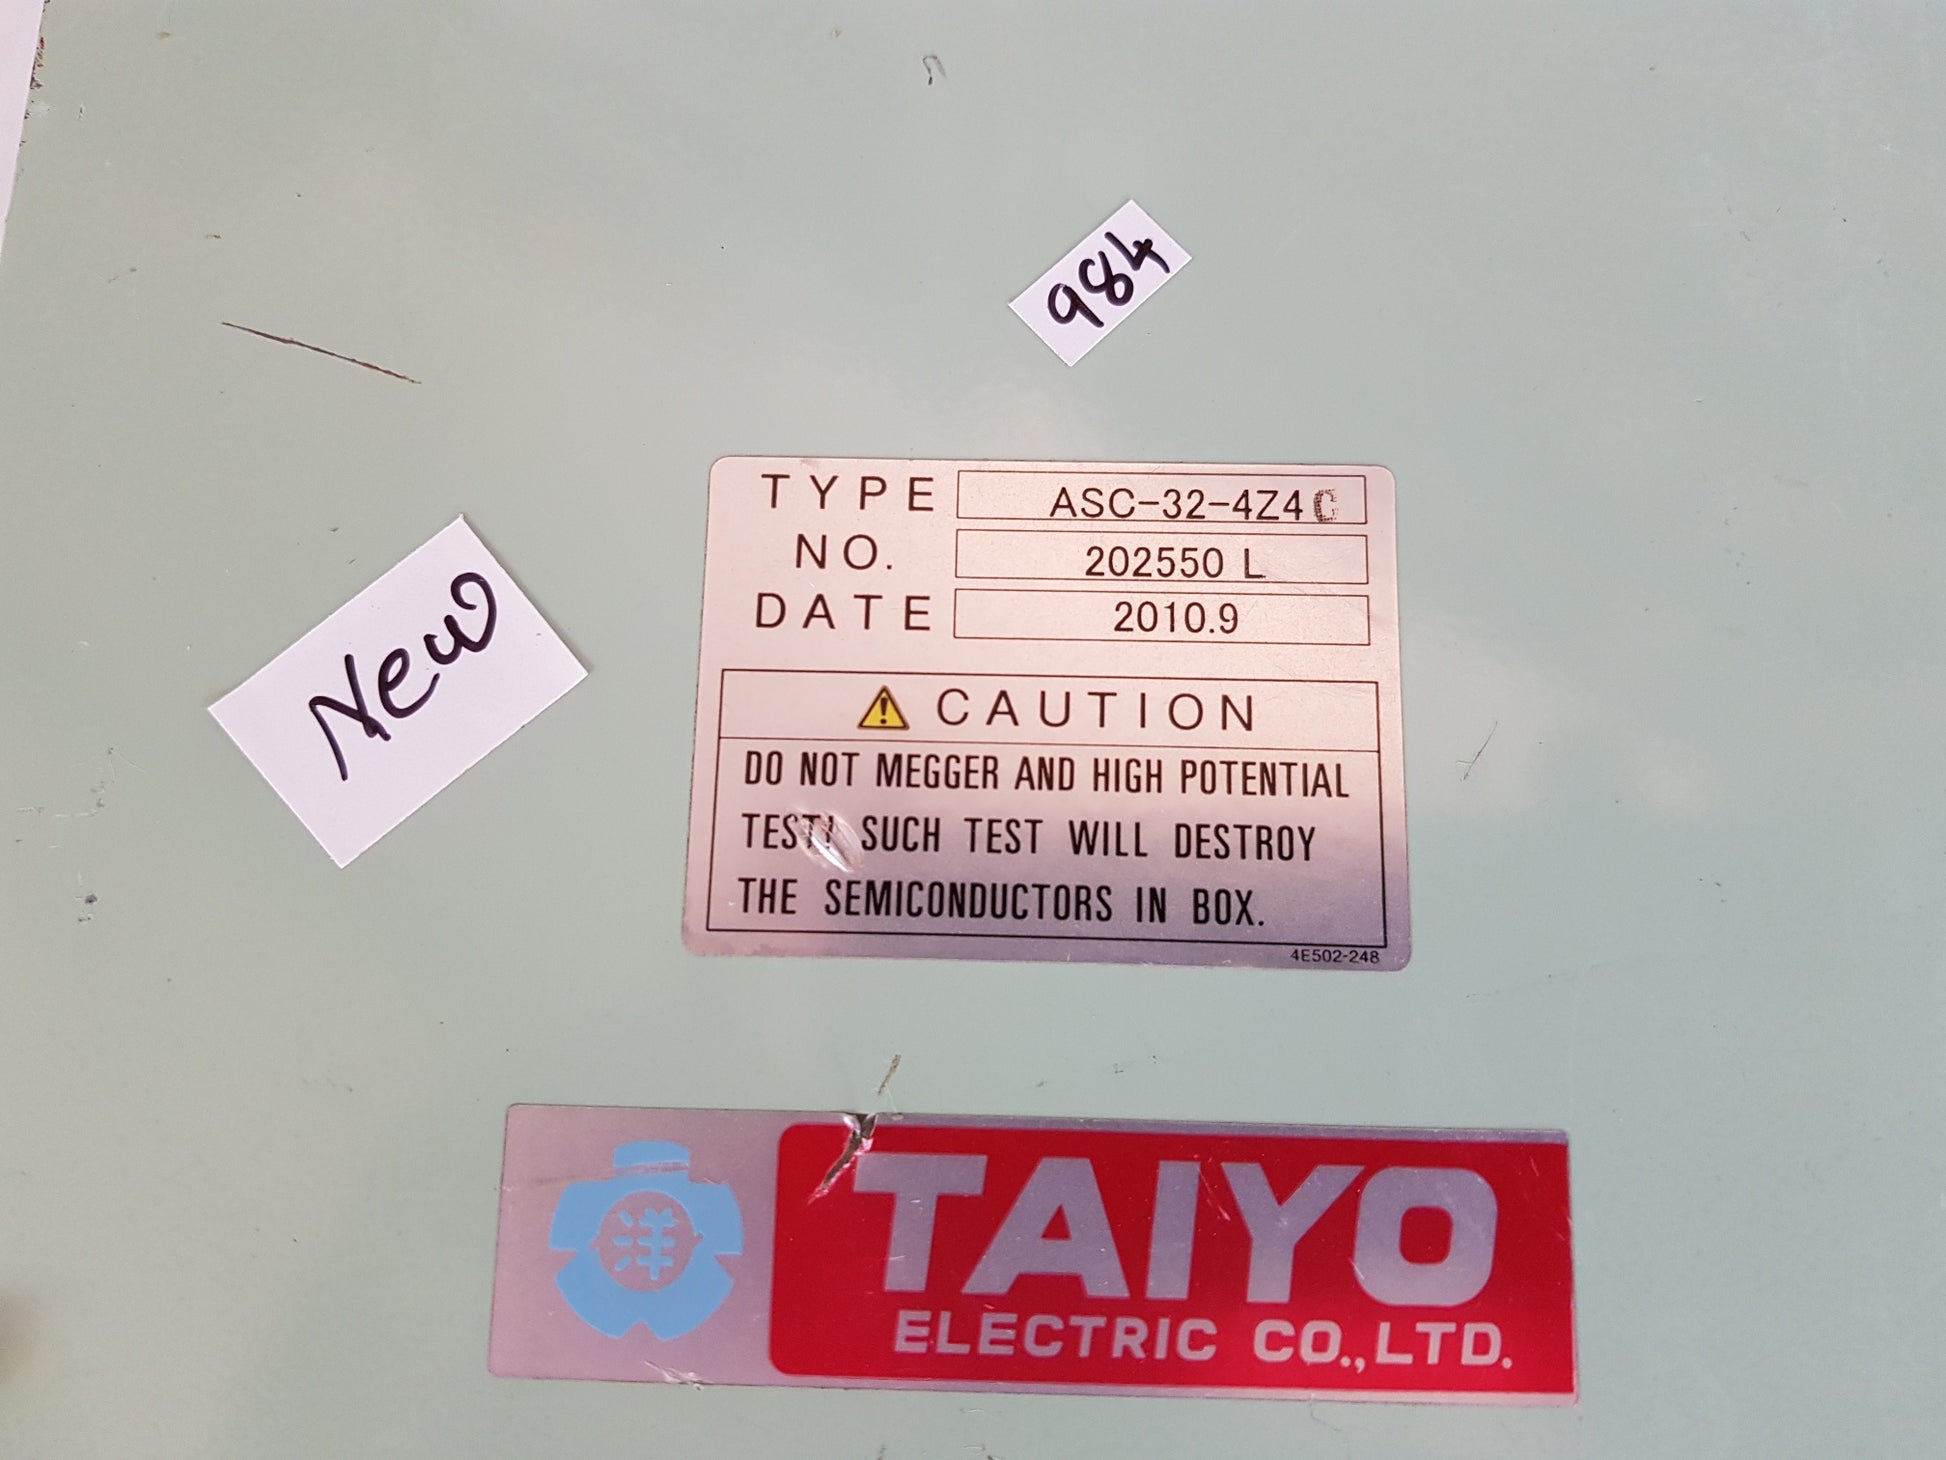 984
New
TYPE ASC-32-4Z4C
NO. 202550 L
DATE 2010.9
⚠ CAUTION
DO NOT MEGGER AND HIGH POTENTIAL
TEST! SUCH TEST WILL DESTROY
THE SEMICONDUCTORS IN BOX.
4E502-248
洋
TAIYO
ELECTRIC CO.,LTD.